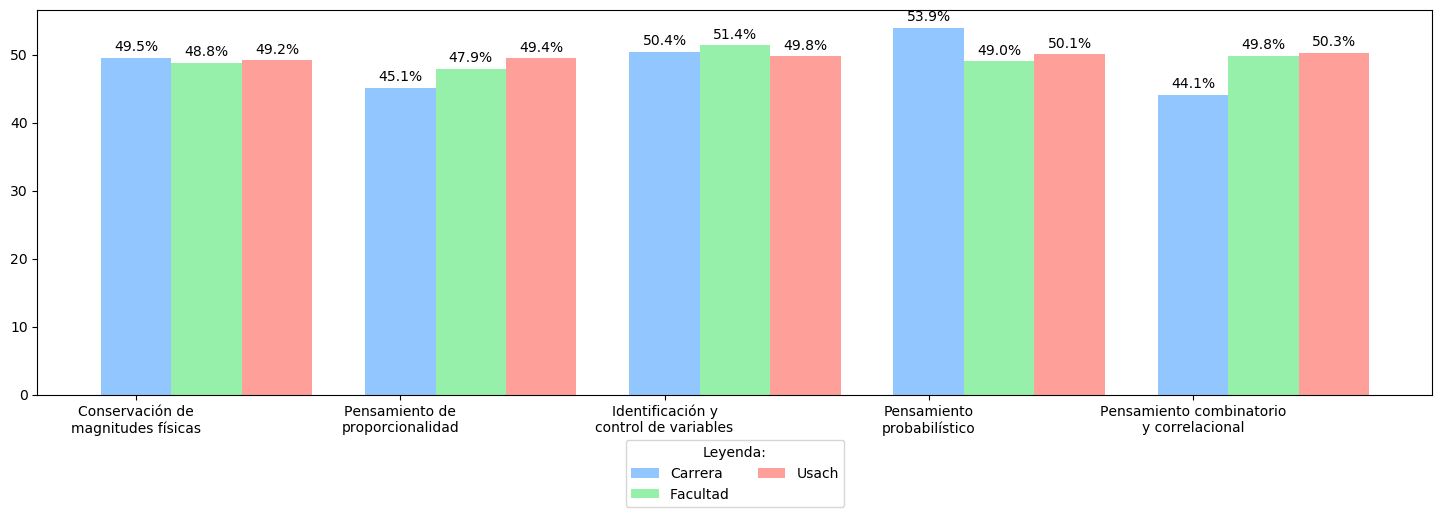 53.9%
49.5%
48.8%
49.2%
45.1%
47.9%
49.4%
50.4%
51.4%
49.8%
49.0%
50.1%
44.1%
49.8%
50.3%
50
40
30
20
10
0
Conservación de
magnitudes físicas
Pensamiento de
proporcionalidad
Identificación y
control de variables
Pensamiento
probabilístico
Pensamiento combinatorio
y correlacional
Leyenda:
Carrera
Facultad
Usach